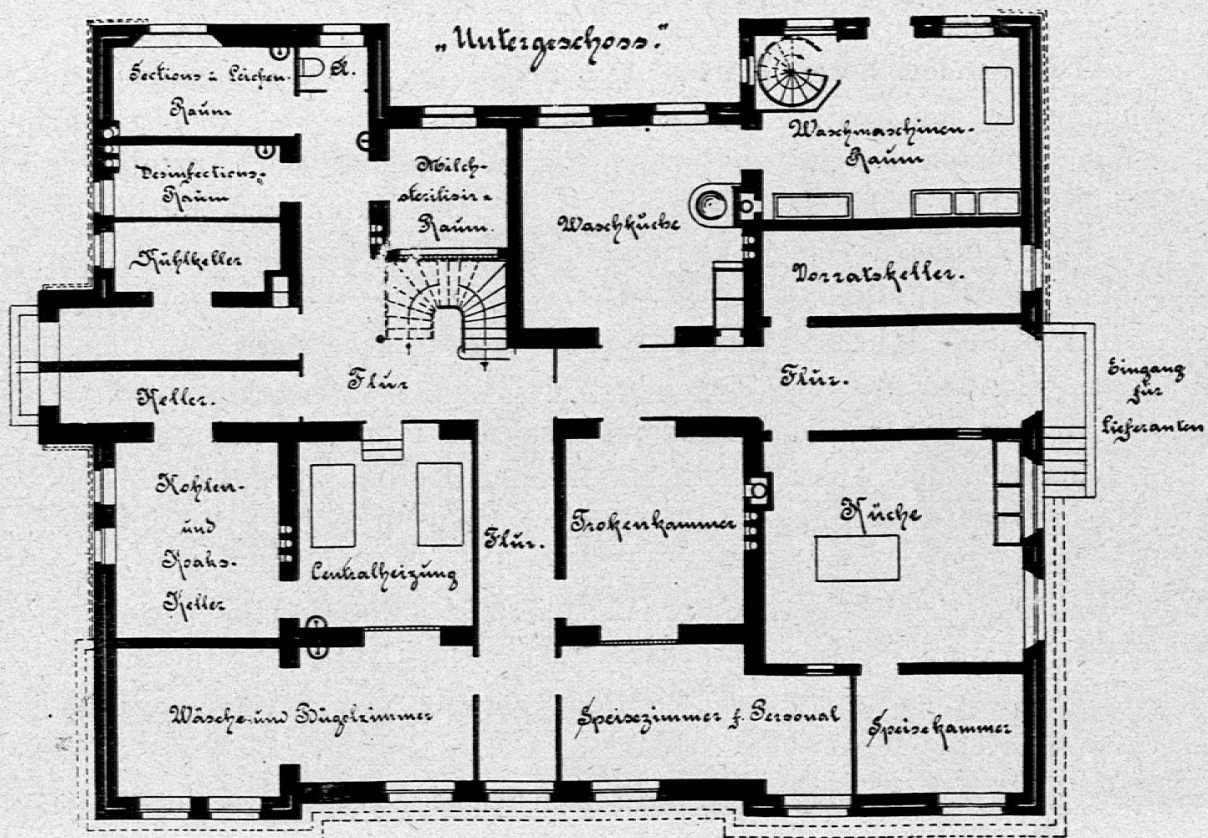 „Untergeschoss.“
Sections = Leichen-
Raum
A.
Desinfections-
Raum
Milch-
sterilisir =
Raum.
Waschmaschinen-
Raum
Waschküche
Kühlkeller
Vorratskeller.
Flur
Flur.
Eingang
für
Lieferanten
Keller.
Kohlen-
und
Koaks-
Keller
Centralheizung
Flur.
Trokenkammer
Küche
Wäsche- und Bügelzimmer
Speisezimmer f. Personal
Speisekammer